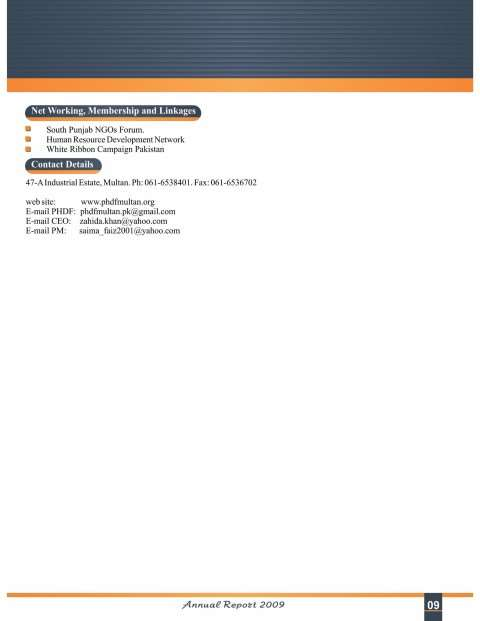 Net Working, Membership and Linkages
South Punjab NGOs Forum.
Human Resource Development Network
White Ribbon Campaign Pakistan
Contact Details
47-A Industrial Estate, Multan. Ph: 061-6538401. Fax: 061-6536702
web site: www.phdfmultan.org
E-mail PHDF: phdfmultan.pk@gmail.com
E-mail CEO: zahida.khan@yahoo.com
E-mail PM: saima_faiz2001@yahoo.com
Annual Report 2009
09